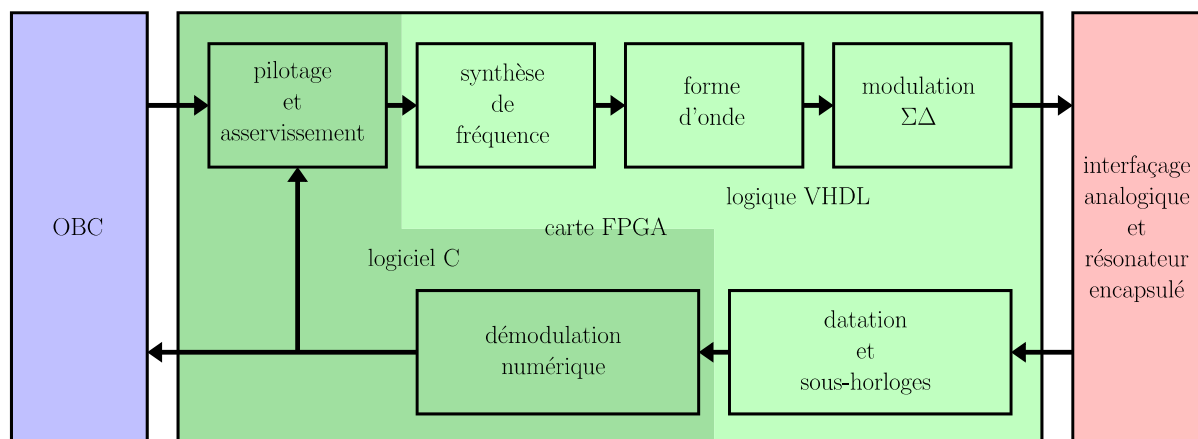 OBC
pilotage
et
asservissement
synthèse
de
fréquence
forme
d'onde
modulation
ΣΔ
logique VHDL
carte FPGA
logiciel C
démodulation
numérique
datation
et
sous-horloges
interfaçage
analogique
et
résonateur
encapsulé